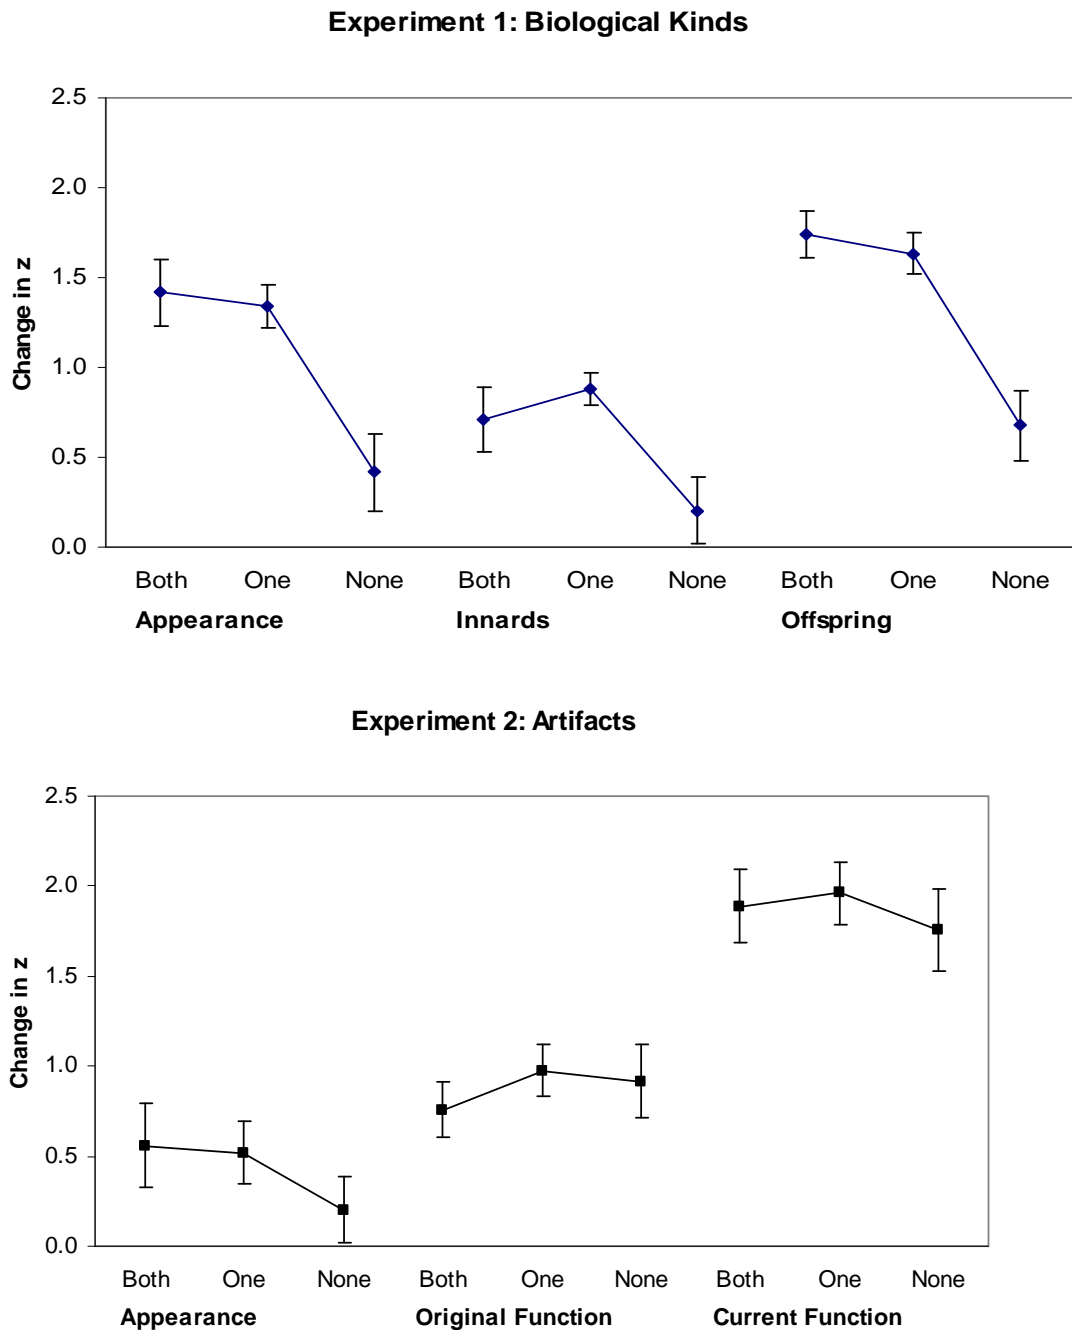 Experiment 1: Biological Kinds
2.5
2.0
1.5
1.0
0.5
0.0
Change in z
Both One None Both One None Both One None
Appearance Innards Offspring
Experiment 2: Artifacts
2.5
2.0
1.5
1.0
0.5
0.0
Change in z
Both One None Both One None Both One None
Appearance Original Function Current Function